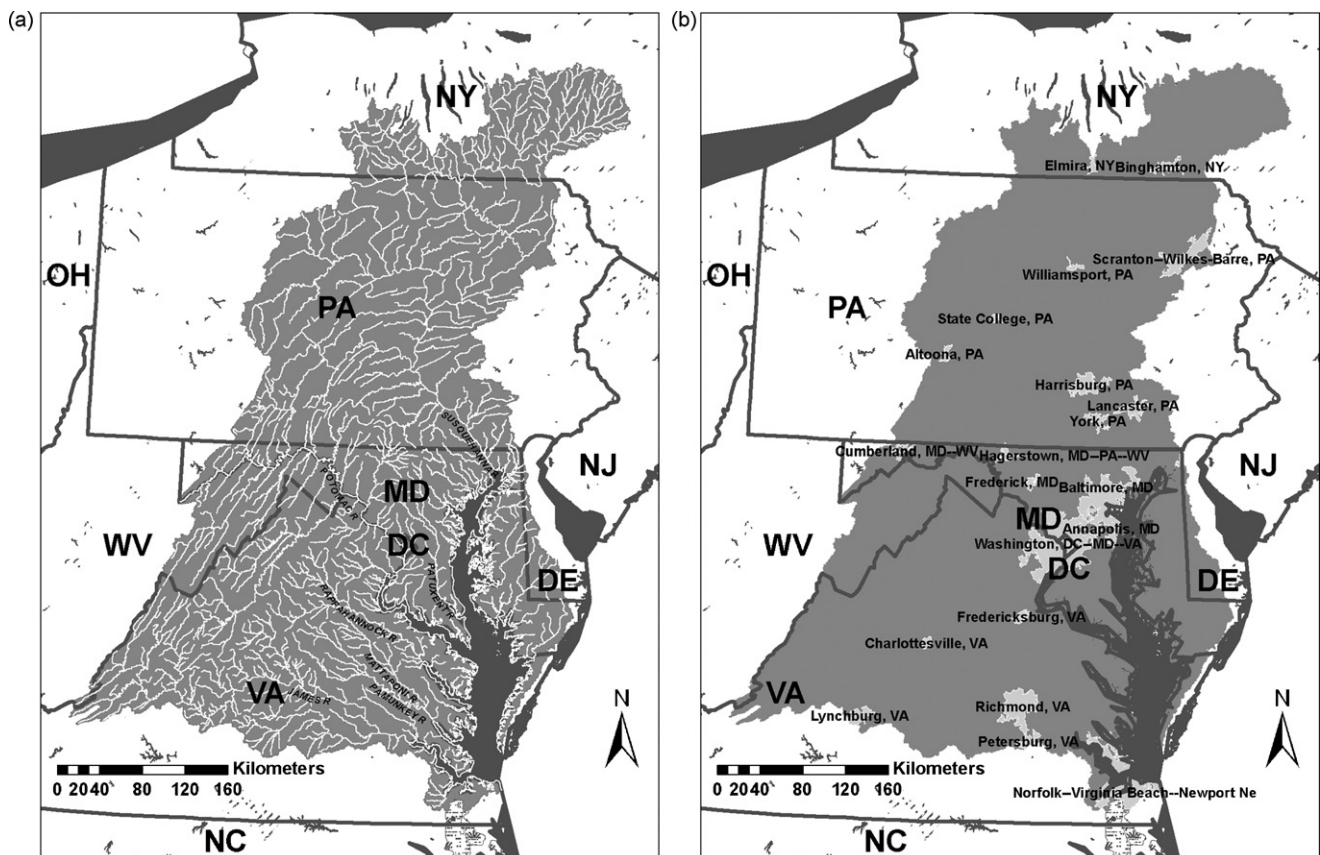 (a)
NY
OH
PA
SUSQUEHANNA R
POTOMAC R
MD
NJ
WV
DC
DE
PATUXENT R
RAPPAHANNOCK R
MATTAPONI R
PAMUNKEY R
VA
JAMES R
N
Kilometers
0 20 40 80 120 160
NC
(b)
NY
Elmira, NY
Binghamton, NY
OH
Scranton--Wilkes-Barre, PA
Williamsport, PA
PA
State College, PA
Altoona, PA
Harrisburg, PA
Lancaster, PA
York, PA
Cumberland, MD--WV
Hagerstown, MD--PA--WV
NJ
Frederick, MD
Baltimore, MD
MD
Annapolis, MD
WV
Washington, DC--MD--VA
DC
DE
Fredericksburg, VA
Charlottesville, VA
VA
Richmond, VA
Lynchburg, VA
Petersburg, VA
N
Kilometers
0 20 40 80 120 160
Norfolk--Virginia Beach--Newport Ne
NC